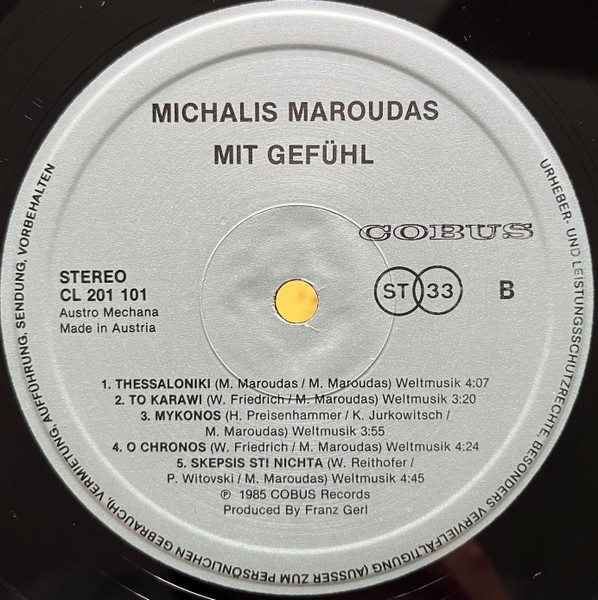 MICHALIS MAROUDAS
MIT GEFÜHL
COBUS
STEREO
CL 201 101
Austro Mechana
Made in Austria
ST 33
B
1. THESSALONIKI (M. Maroudas / M. Maroudas) Weltmusik 4:07
2. TO KARAWI (W. Friedrich / M. Maroudas) Weltmusik 3:20
3. MYKONOS (H. Preisenhammer / K. Jurkowitsch /
M. Maroudas) Weltmusik 3:55
4. O CHRONOS (W. Friedrich / M. Maroudas) Weltmusik 4:24
5. SKEPSIS STI NICHTA (W. Reithofer /
P. Witovski / M. Maroudas) Weltmusik 4:45
℗ 1985 COBUS Records
Produced By Franz Gerl
URHEBER- UND LEISTUNGSSCHUTZRECHTE, BESONDERS VERVIELFÄLTIGUNG (AUSSER ZUM PERSÖNLICHEN GEBRAUCH), VERMIETUNG, AUFFÜHRUNG, SENDUNG, VORBEHALTEN